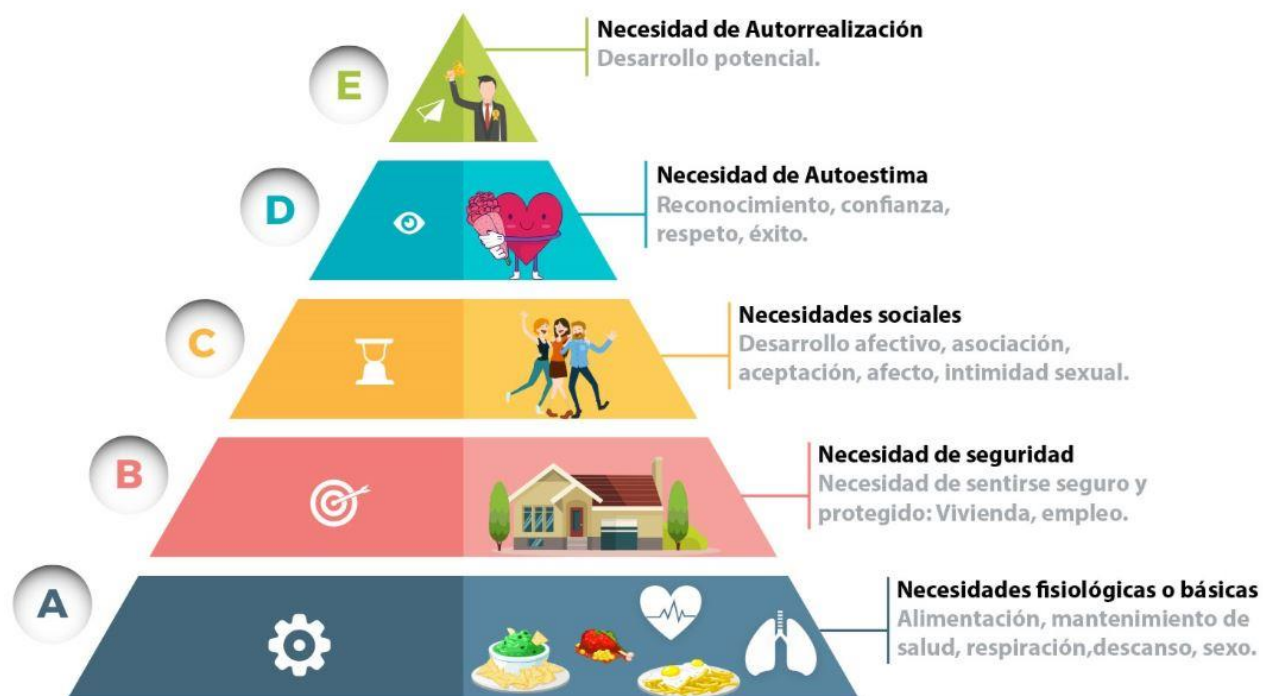 E
Necesidad de Autorrealización
Desarrollo potencial.
D
Necesidad de Autoestima
Reconocimiento, confianza,
respeto, éxito.
C
Necesidades sociales
Desarrollo afectivo, asociación,
aceptación, afecto, intimidad sexual.
B
Necesidad de seguridad
Necesidad de sentirse seguro y
protegido: Vivienda, empleo.
A
Necesidades fisiológicas o básicas
Alimentación, mantenimiento de
salud, respiración,descanso, sexo.